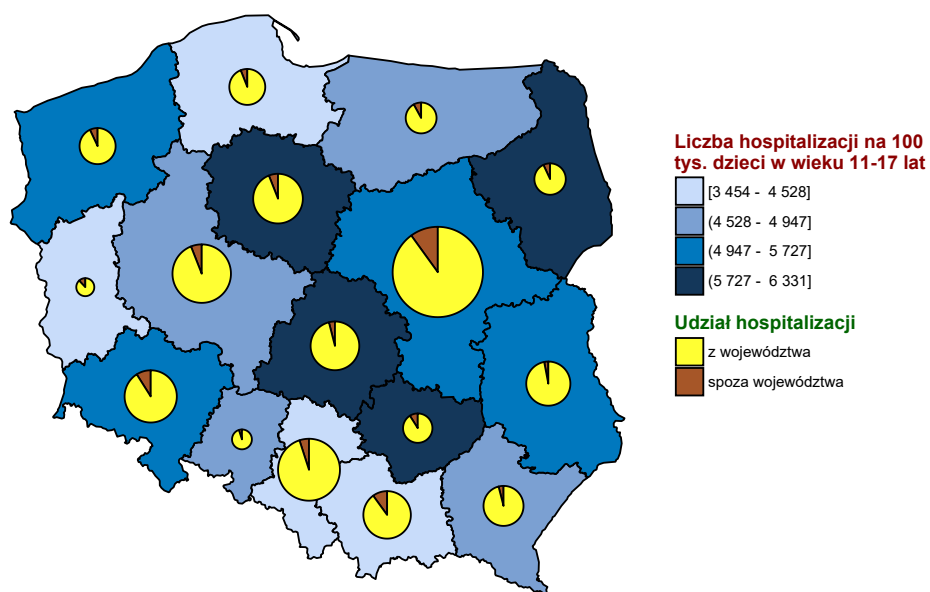 Liczba hospitalizacji na 100
tys. dzieci w wieku 11-17 lat
[3 454 - 4 528]
(4 528 - 4 947]
(4 947 - 5 727]
(5 727 - 6 331]
Udział hospitalizacji
z województwa
spoza województwa